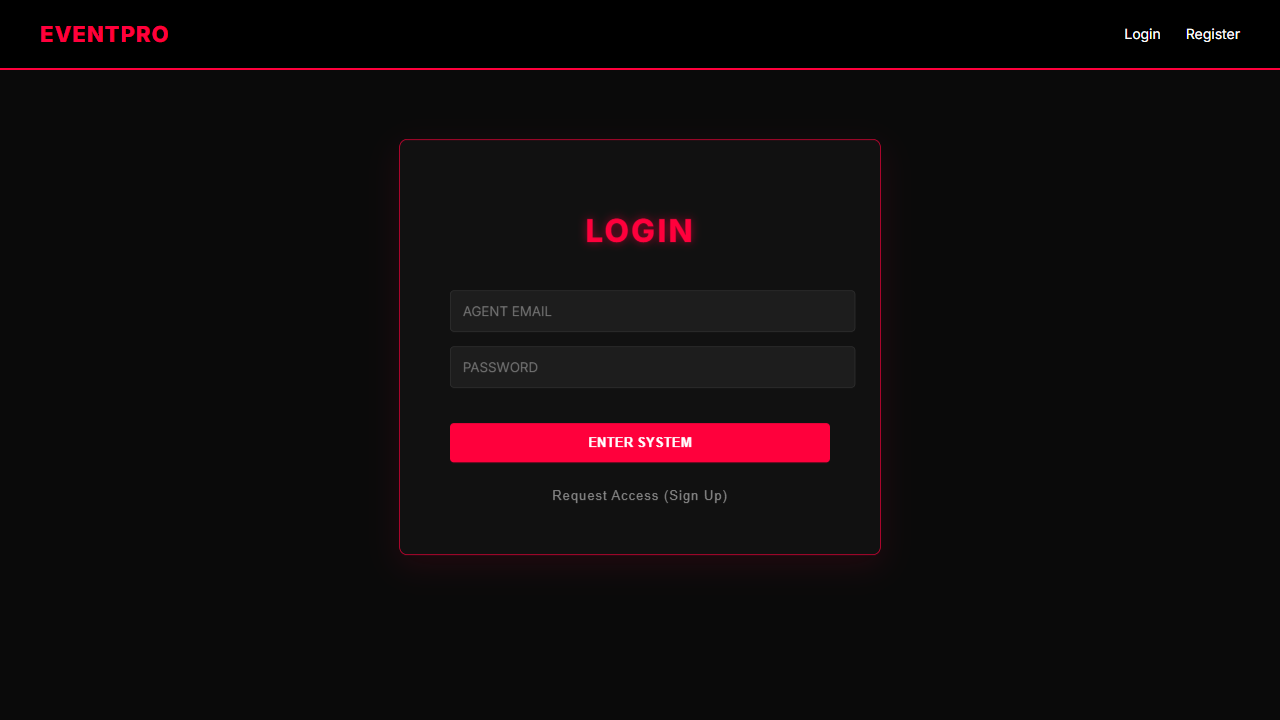 EVENTPRO
Login
Register
LOGIN
AGENT EMAIL
PASSWORD
ENTER SYSTEM
Request Access (Sign Up)